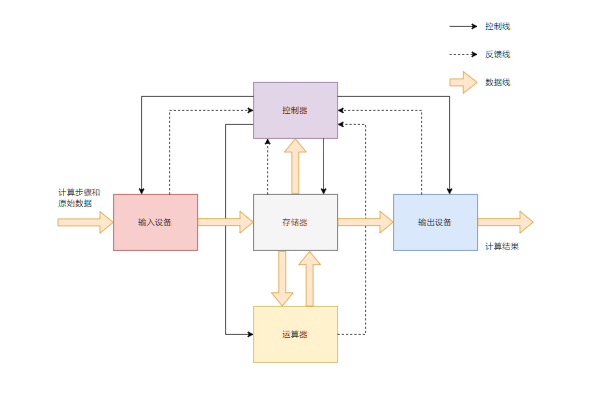 控制线
反馈线
数据线
控制器
计算步骤和
原始数据
输入设备
存储器
输出设备
计算结果
运算器